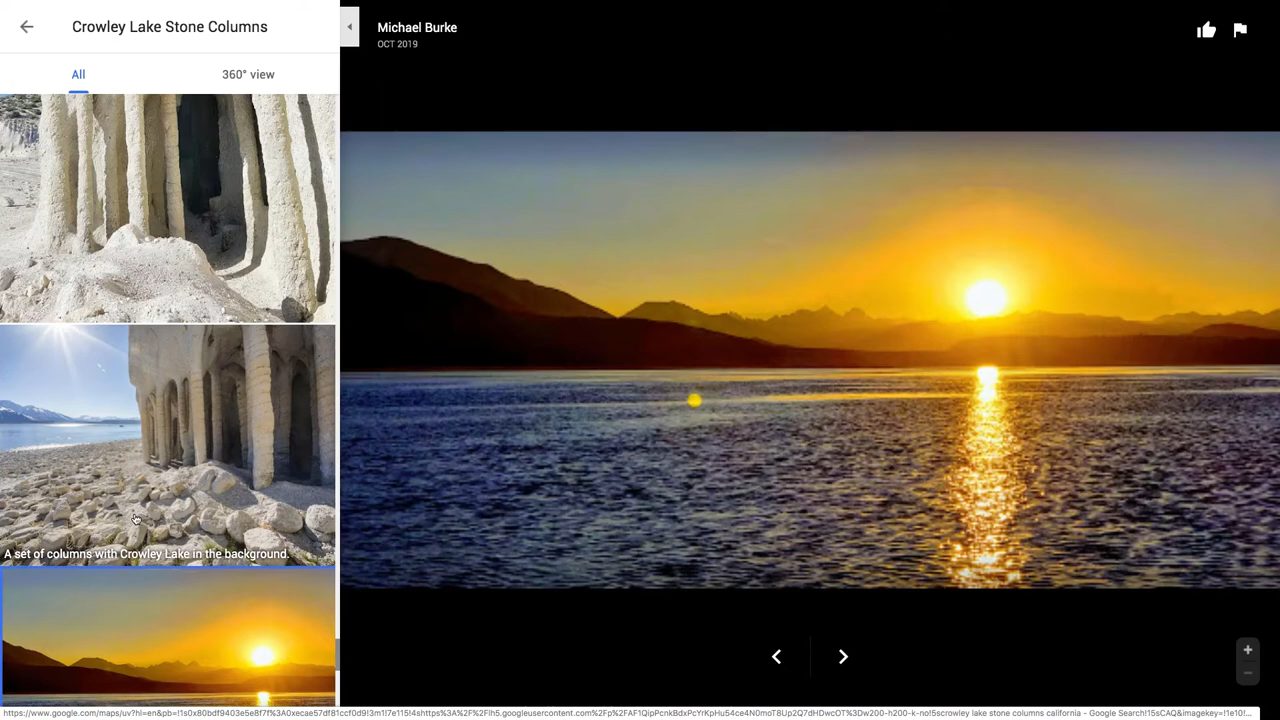 Crowley Lake Stone Columns
All
360° view
A set of columns with Crowley Lake in the background.
Michael Burke
OCT 2019